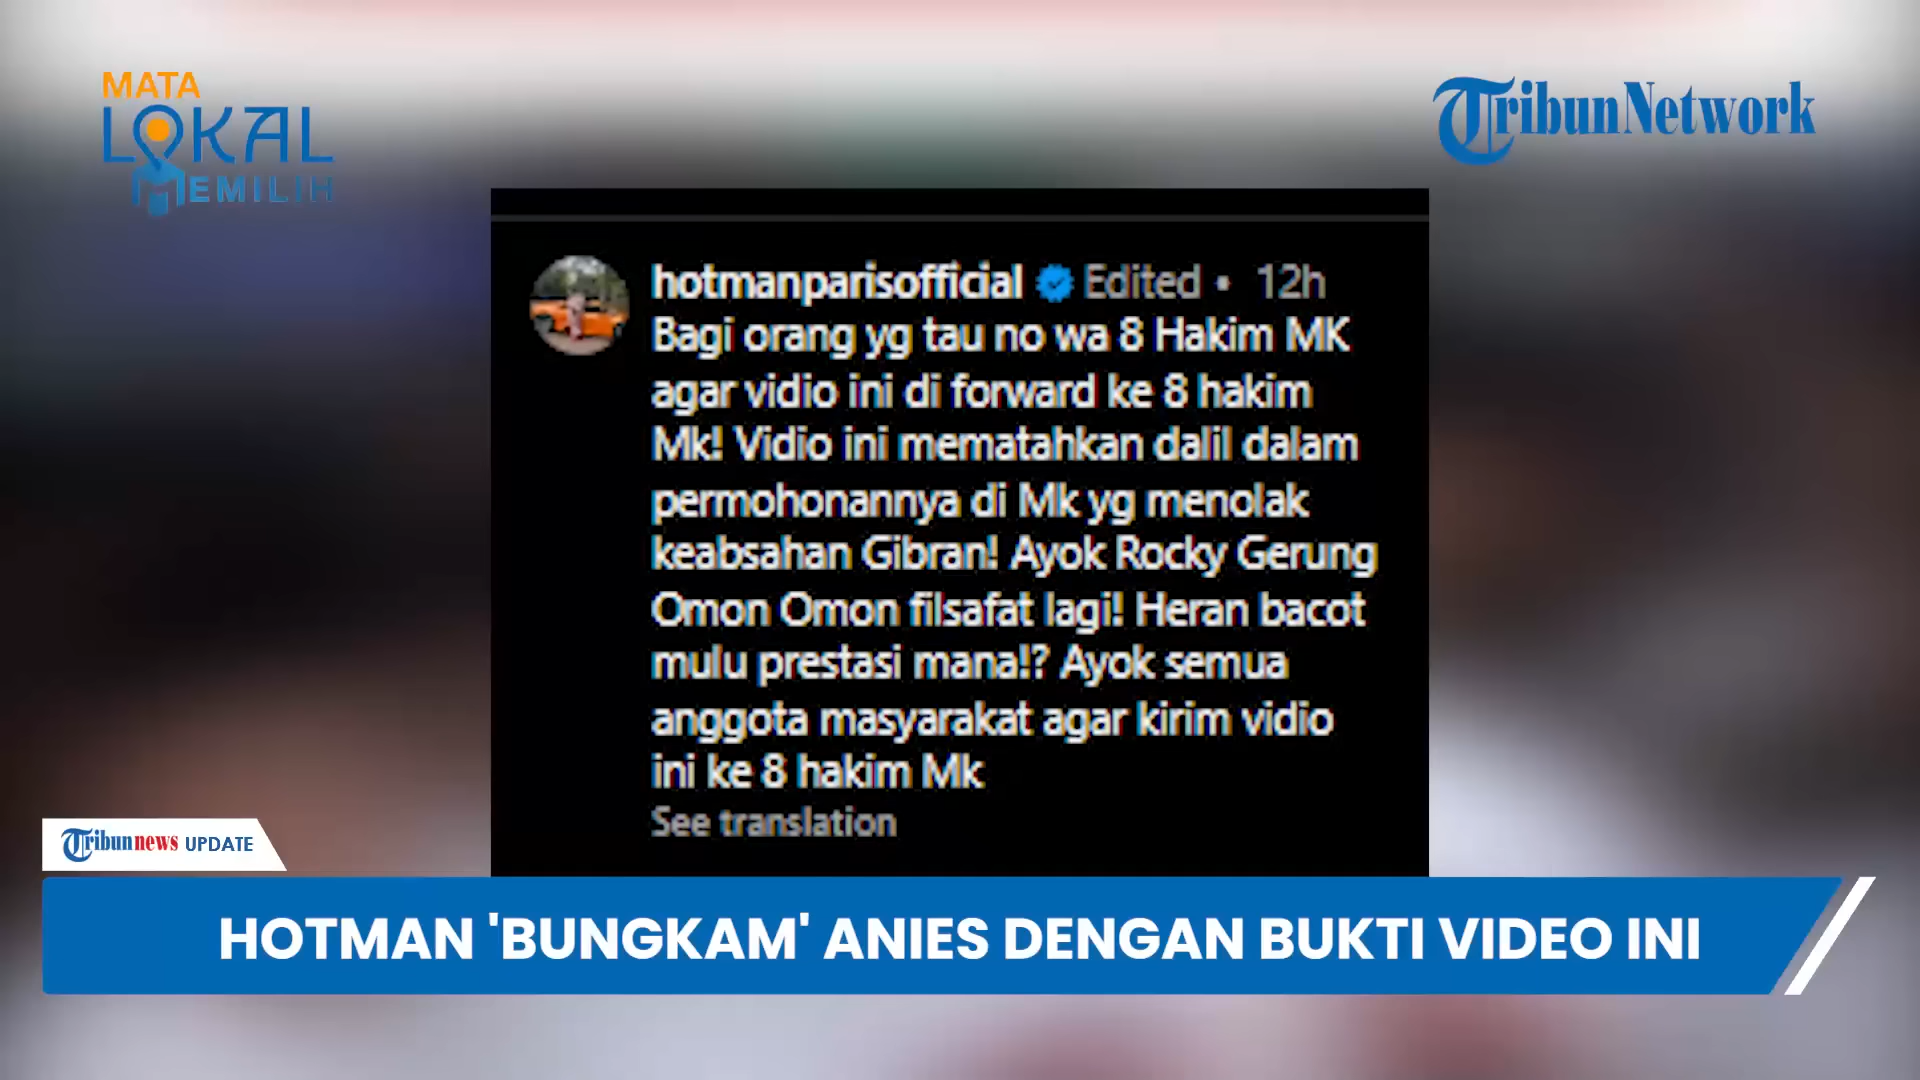 MATA
LOKAL
MEMILIH
TribunNetwork
hotmanparisofficial Edited • 12h
Bagi orang yg tau no wa 8 Hakim MK
agar vidio ini di forward ke 8 hakim
Mk! Vidio ini mematahkan dalil dalam
permohonannya di Mk yg menolak
keabsahan Gibran! Ayok Rocky Gerung
Omon Omon filsafat lagi! Heran bacot
mulu prestasi mana!? Ayok semua
anggota masyarakat agar kirim vidio
ini ke 8 hakim Mk
See translation
Tribunnews UPDATE
HOTMAN 'BUNGKAM' ANIES DENGAN BUKTI VIDEO INI